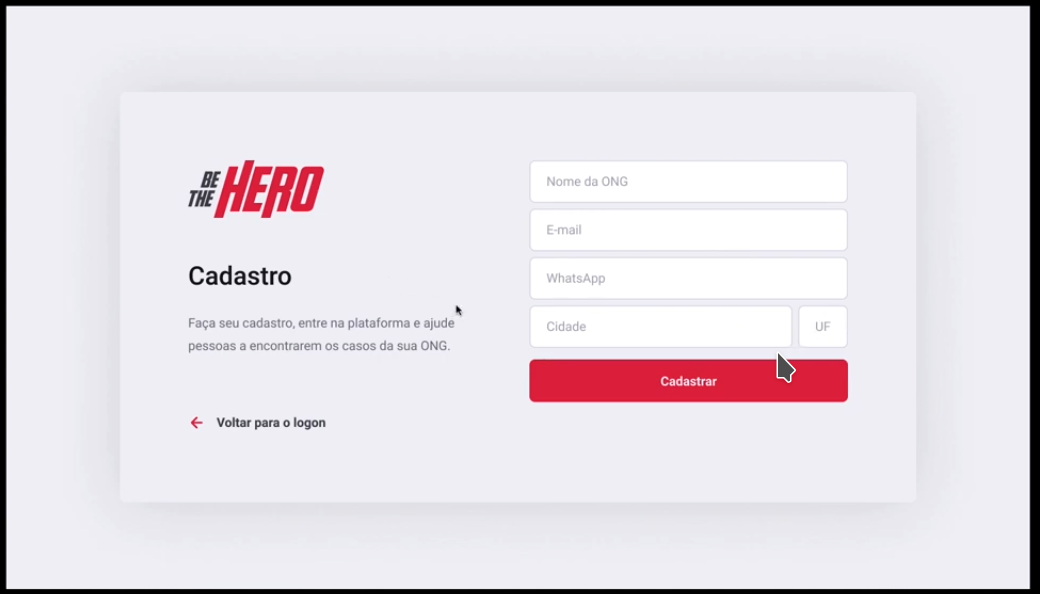 BE
THE HERO
Cadastro
Faça seu cadastro, entre na plataforma e ajude
pessoas a encontrarem os casos da sua ONG.
Voltar para o logon
Nome da ONG
E-mail
WhatsApp
Cidade
UF
Cadastrar